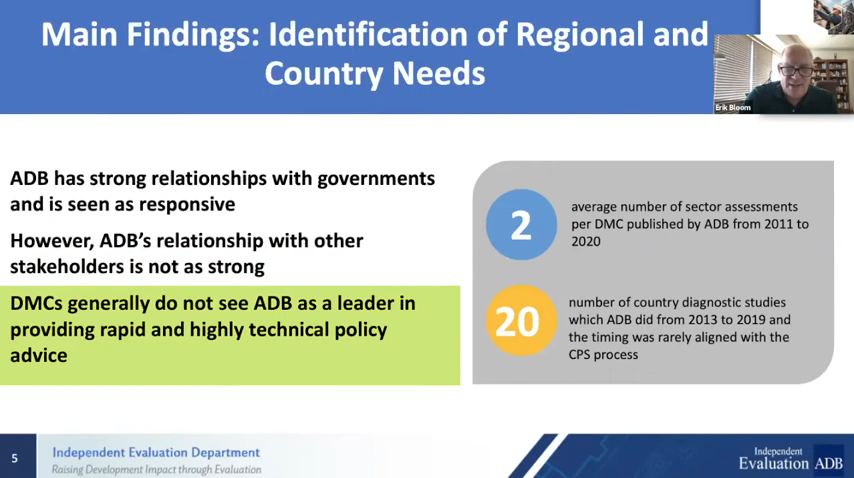 Main Findings: Identification of Regional and
Country Needs
Erik Bloom
ADB has strong relationships with governments
and is seen as responsive
However, ADB's relationship with other
stakeholders is not as strong
DMCs generally do not see ADB as a leader in
providing rapid and highly technical policy
advice
2
average number of sector assessments
per DMC published by ADB from 2011 to
2020
20
number of country diagnostic studies
which ADB did from 2013 to 2019 and
the timing was rarely aligned with the
CPS process
5
Independent Evaluation Department
Raising Development Impact through Evaluation
Independent
Evaluation ADB